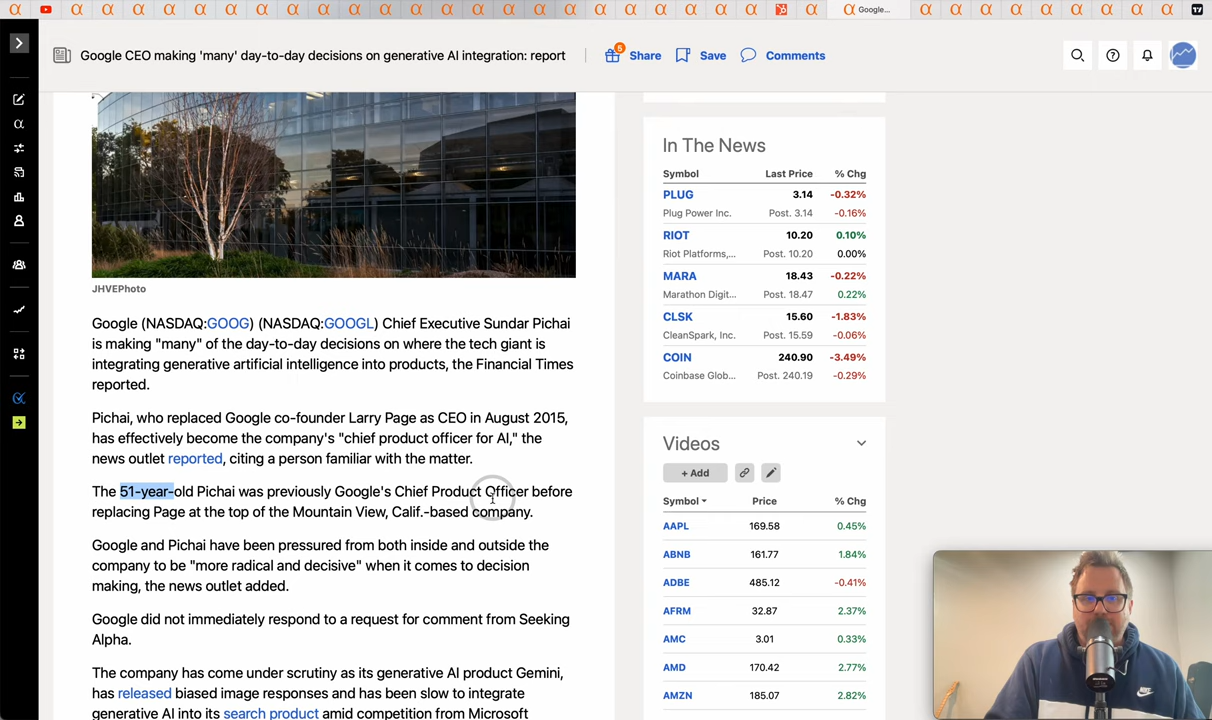 Google...
Google CEO making 'many' day-to-day decisions on generative AI integration: report
5
Share
Save
Comments
JHVEPhoto
Google (NASDAQ:GOOG) (NASDAQ:GOOGL) Chief Executive Sundar Pichai
is making "many" of the day-to-day decisions on where the tech giant is
integrating generative artificial intelligence into products, the Financial Times
reported.
Pichai, who replaced Google co-founder Larry Page as CEO in August 2015,
has effectively become the company's "chief product officer for AI," the
news outlet reported, citing a person familiar with the matter.
The 51-year-old Pichai was previously Google's Chief Product Officer before
replacing Page at the top of the Mountain View, Calif.-based company.
Google and Pichai have been pressured from both inside and outside the
company to be "more radical and decisive" when it comes to decision
making, the news outlet added.
Google did not immediately respond to a request for comment from Seeking
Alpha.
The company has come under scrutiny as its generative AI product Gemini,
has released biased image responses and has been slow to integrate
generative AI into its search product amid competition from Microsoft
In The News
Symbol Last Price % Chg
PLUG 3.14 -0.32%
Plug Power Inc. Post. 3.14 -0.16%
RIOT 10.20 0.10%
Riot Platforms,... Post. 10.20 0.00%
MARA 18.43 -0.22%
Marathon Digit... Post. 18.47 0.22%
CLSK 15.60 -1.83%
CleanSpark, Inc. Post. 15.59 -0.06%
COIN 240.90 -3.49%
Coinbase Glob... Post. 240.19 -0.29%
Videos
+ Add
Symbol Price % Chg
AAPL 169.58 0.45%
ABNB 161.77 1.84%
ADBE 485.12 -0.41%
AFRM 32.87 2.37%
AMC 3.01 0.33%
AMD 170.42 2.77%
AMZN 185.07 2.82%